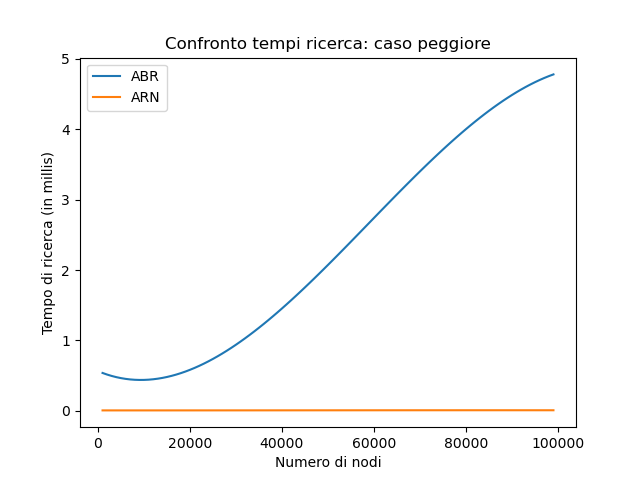 Confronto tempi ricerca: caso peggiore
ABR
ARN
Tempo di ricerca (in millis)
5
4
3
2
1
0
0 20000 40000 60000 80000 100000
Numero di nodi